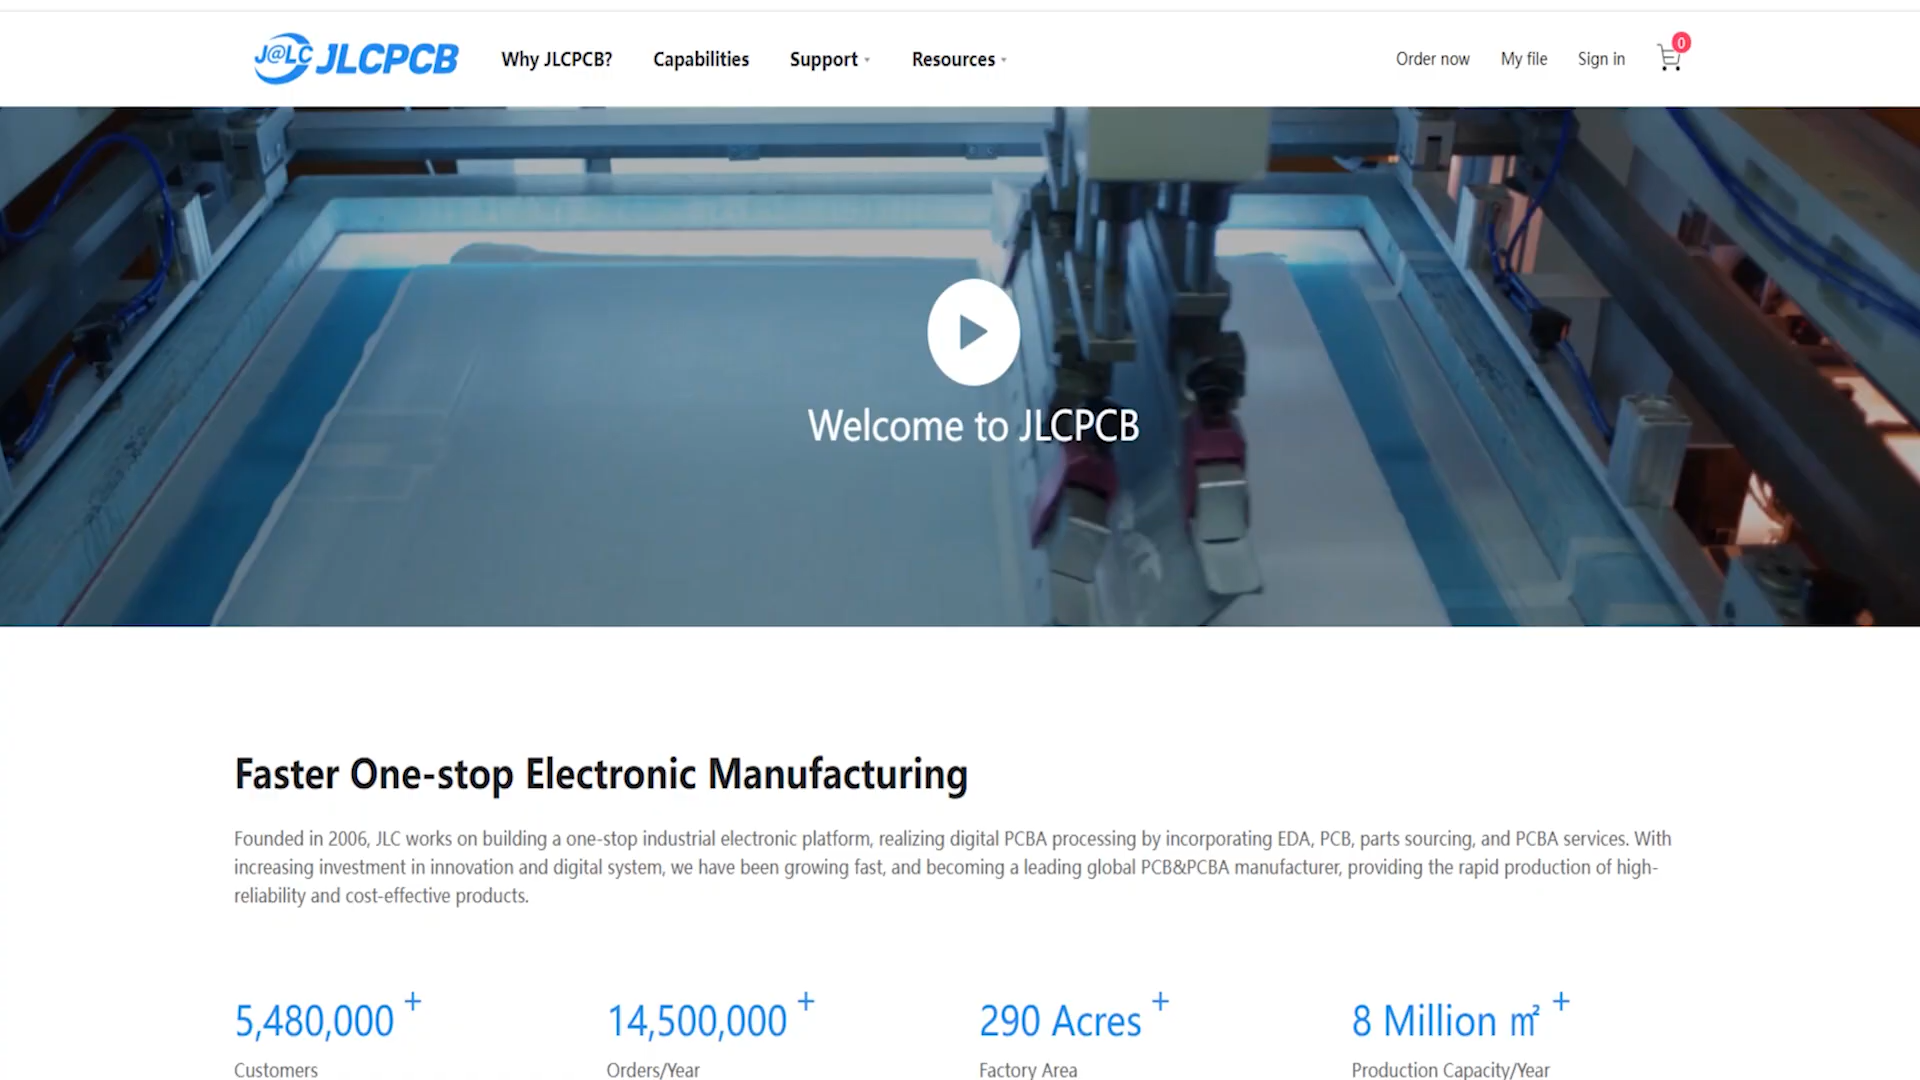 J@LC JLCPCB
Why JLCPCB? Capabilities Support Resources Order now My file Sign in 0
Welcome to JLCPCB
Faster One-stop Electronic Manufacturing
Founded in 2006, JLC works on building a one-stop industrial electronic platform, realizing digital PCBA processing by incorporating EDA, PCB, parts sourcing, and PCBA services. With
increasing investment in innovation and digital system, we have been growing fast, and becoming a leading global PCB&PCBA manufacturer, providing the rapid production of high-
reliability and cost-effective products.
5,480,000 + 14,500,000 + 290 Acres + 8 Million ㎡ +
Customers Orders/Year Factory Area Production Capacity/Year